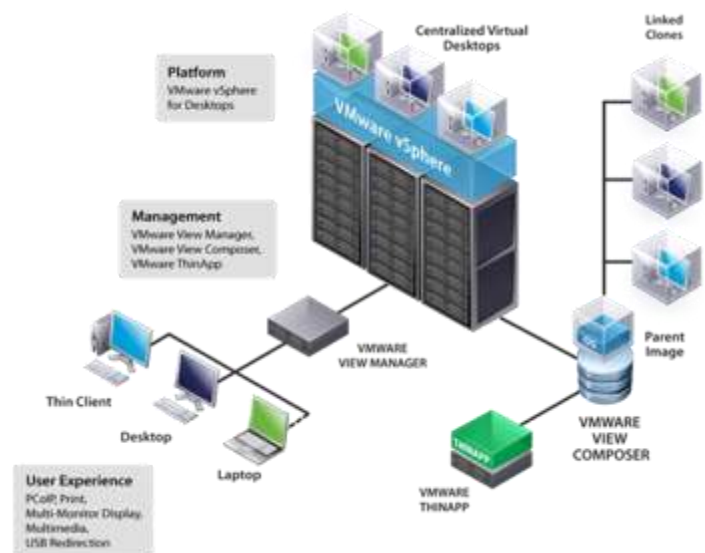 Centralized Virtual
Desktops
Linked
Clones
Platform
VMware vSphere
for Desktops
VMware vSphere
Management
VMware View Manager,
VMware View Composer,
VMware ThinApp
VMWARE
VIEW MANAGER
OS
Parent
Image
Thin Client
Desktop
Laptop
THINAPP
VMWARE
VIEW
COMPOSER
VMWARE
THINAPP
User Experience
PCoIP, Print,
Multi-Monitor Display,
Multimedia,
USB Redirection